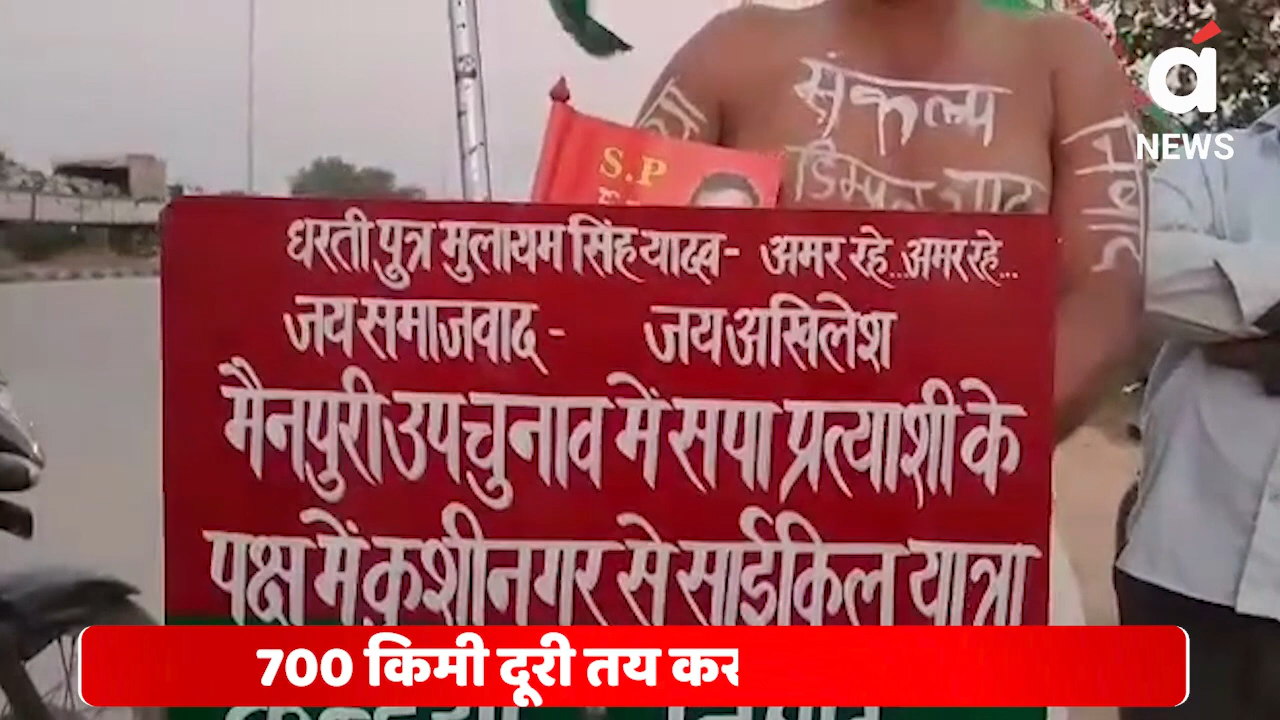 á
NEWS
संकल्प
डिम्पल
S.P
धरती पुत्र मुलायम सिंह यादव - अमर रहे...अमर रहे...
जय समाजवाद - जय अखिलेश
मैनपुरी उपचुनाव में सपा प्रत्याशी के
पक्ष में कुशीनगर से साईकिल यात्रा
700 किमी दूरी तय कर